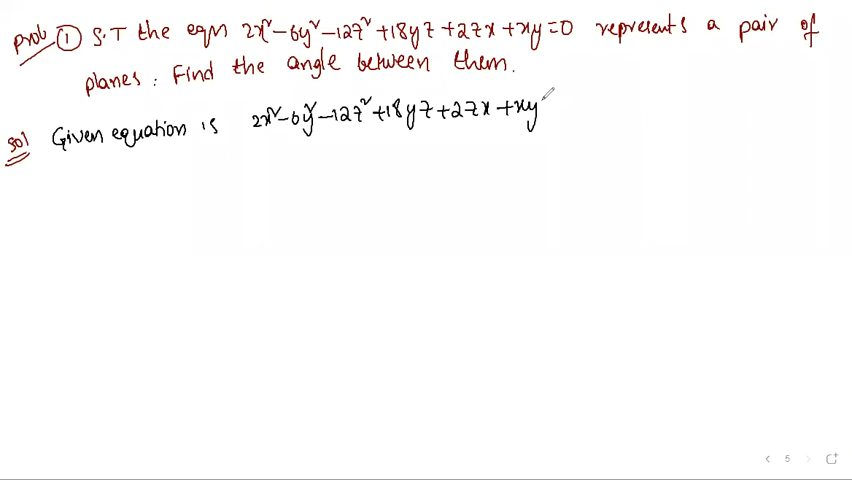 Prob ① S.T the eqn 2x²-6y²-12z²+18yz+2zx+xy=0 represents a pair of
planes. Find the angle between them.
Sol Given equation is 2x²-6y²-12z²+18yz+2zx+xy
5